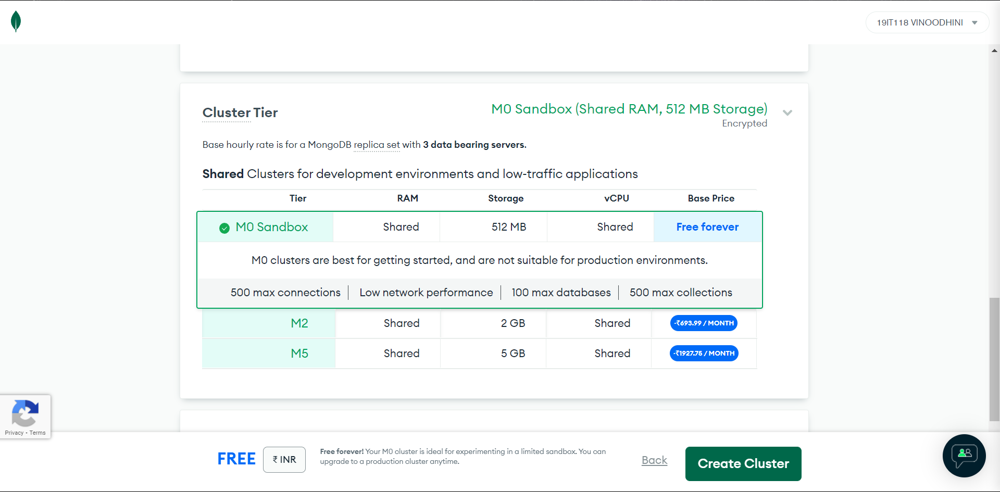 19IT118 VINOODHINI
Cluster Tier
M0 Sandbox (Shared RAM, 512 MB Storage)
Encrypted
Base hourly rate is for a MongoDB replica set with 3 data bearing servers.
Shared Clusters for development environments and low-traffic applications
Tier RAM Storage vCPU Base Price
M0 Sandbox Shared 512 MB Shared Free forever
M0 clusters are best for getting started, and are not suitable for production environments.
500 max connections Low network performance 100 max databases 500 max collections
M2 Shared 2 GB Shared -₹693.99 / MONTH
M5 Shared 5 GB Shared -₹1927.75 / MONTH
Privacy - Terms
FREE ₹ INR
Free forever! Your M0 cluster is ideal for experimenting in a limited sandbox. You can
upgrade to a production cluster anytime.
Back
Create Cluster